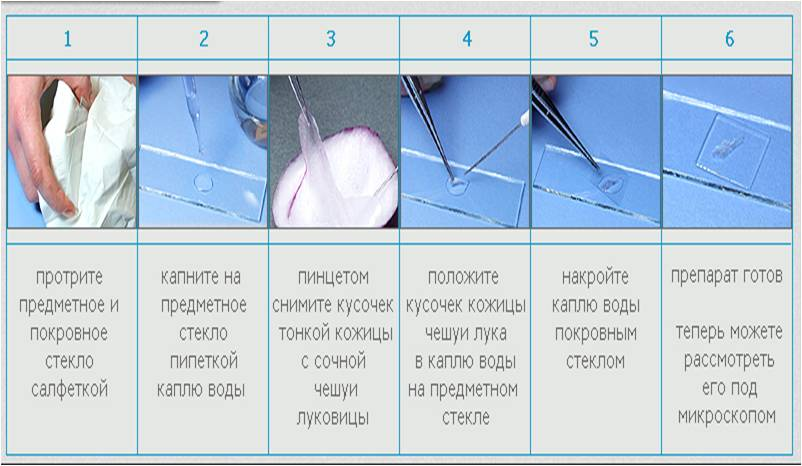 1
2
3
4
5
6
протрите
предметное и
покровное
стекло
салфеткой
капните на
предметное
стекло
пипеткой
каплю воды
пинцетом
снимите кусочек
тонкой кожицы
с сочной
чешуи
луковицы
положите
кусочек кожицы
чешуи лука
в каплю воды
на предметном
стекле
накройте
каплю воды
покровным
стеклом
препарат готов
теперь можете
рассмотреть
его под
микроскопом